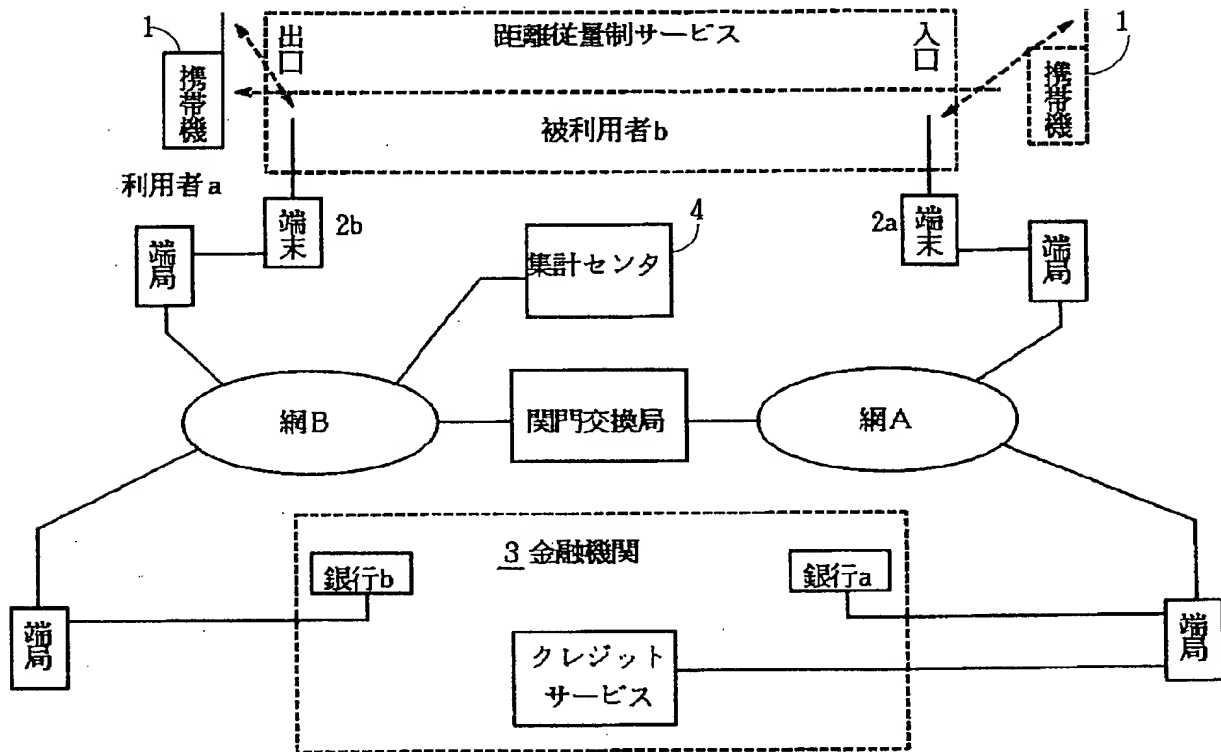 1
出口
距離従量制サービス
入口
1
携帯機
携帯機
被利用者b
利用者a
端末
2b
4
2a
端末
端局
集計センタ
端局
網B
関門交換局
網A
3 金融機関
銀行b
銀行a
端局
クレジット
サービス
端局